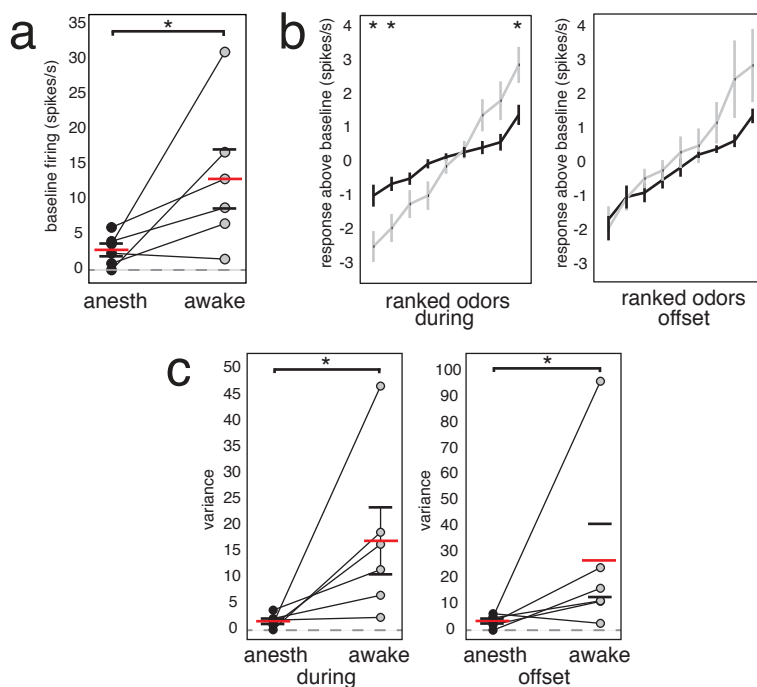 a
*
baseline firing (spikes/s)
35
30
25
20
15
10
5
0
anesth awake
b
* * *
response above baseline (spikes/s)
4
3
2
1
0
-1
-2
-3
ranked odors
during
response above baseline (spikes/s)
4
3
2
1
0
-1
-2
-3
ranked odors
offset
c
*
variance
50
45
40
35
30
25
20
15
10
5
0
anesth awake
during
*
variance
100
90
80
70
60
50
40
30
20
10
0
anesth awake
offset